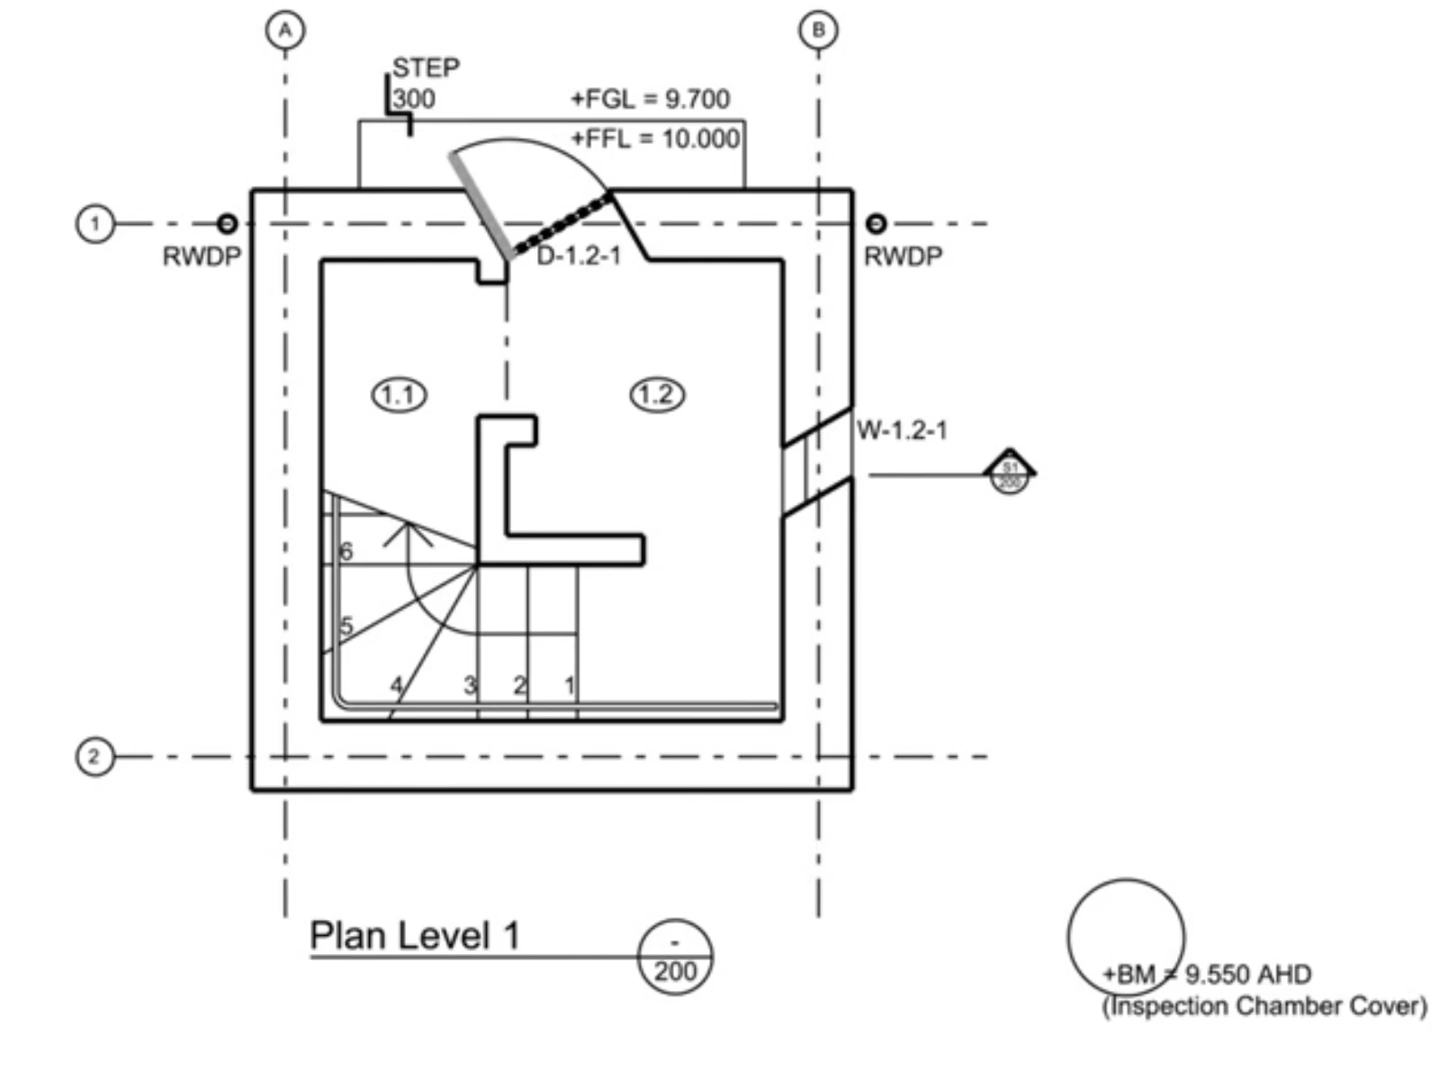 A
B
STEP
300
+FGL = 9.700
+FFL = 10.000
1
RWDP
D-1.2-1
RWDP
1.1
1.2
W-1.2-1
S1
200
6
5
4
3
2
1
2
Plan Level 1
-
200
+BM = 9.550 AHD
(Inspection Chamber Cover)